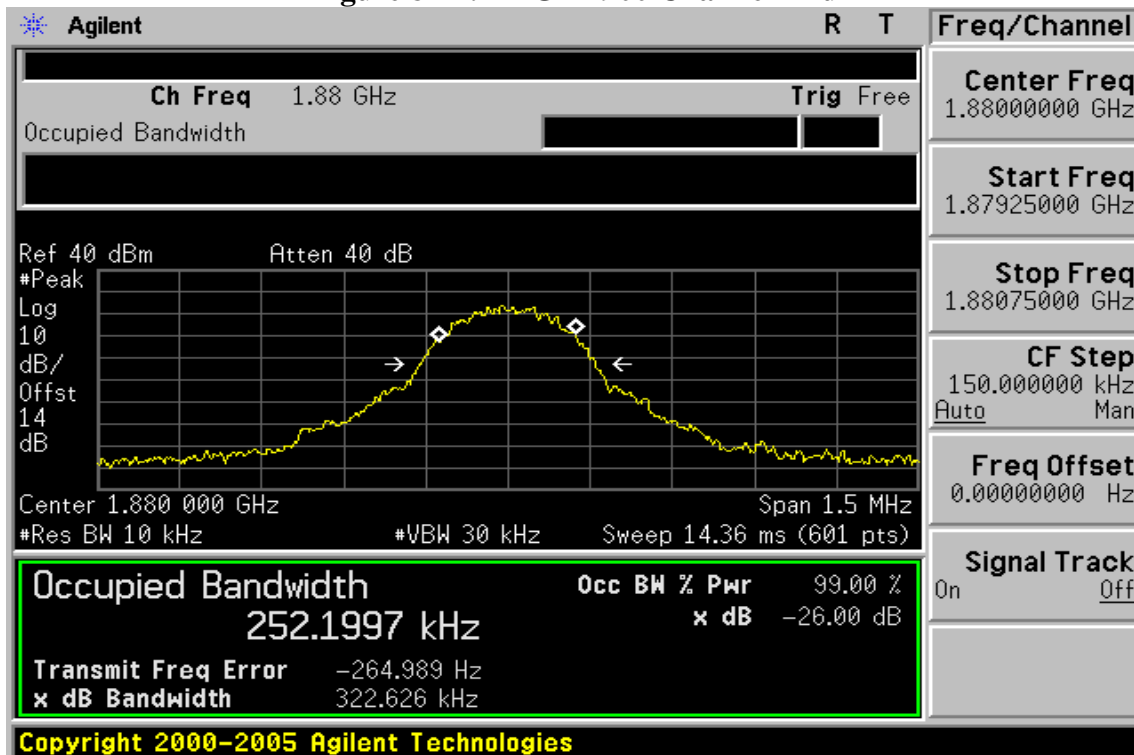 Agilent R T
Ch Freq 1.88 GHz Trig Free
Occupied Bandwidth
Ref 40 dBm Atten 40 dB
#Peak
Log
10
dB/
Offst
14
dB
Center 1.880 000 GHz Span 1.5 MHz
#Res BW 10 kHz #VBW 30 kHz Sweep 14.36 ms (601 pts)
Occupied Bandwidth Occ BW % Pwr 99.00 %
252.1997 kHz x dB -26.00 dB
Transmit Freq Error -264.989 Hz
x dB Bandwidth 322.626 kHz
Copyright 2000-2005 Agilent Technologies
Freq/Channel
Center Freq
1.88000000 GHz
Start Freq
1.87925000 GHz
Stop Freq
1.88075000 GHz
CF Step
150.000000 kHz
Auto Man
Freq Offset
0.00000000 Hz
Signal Track
On Off